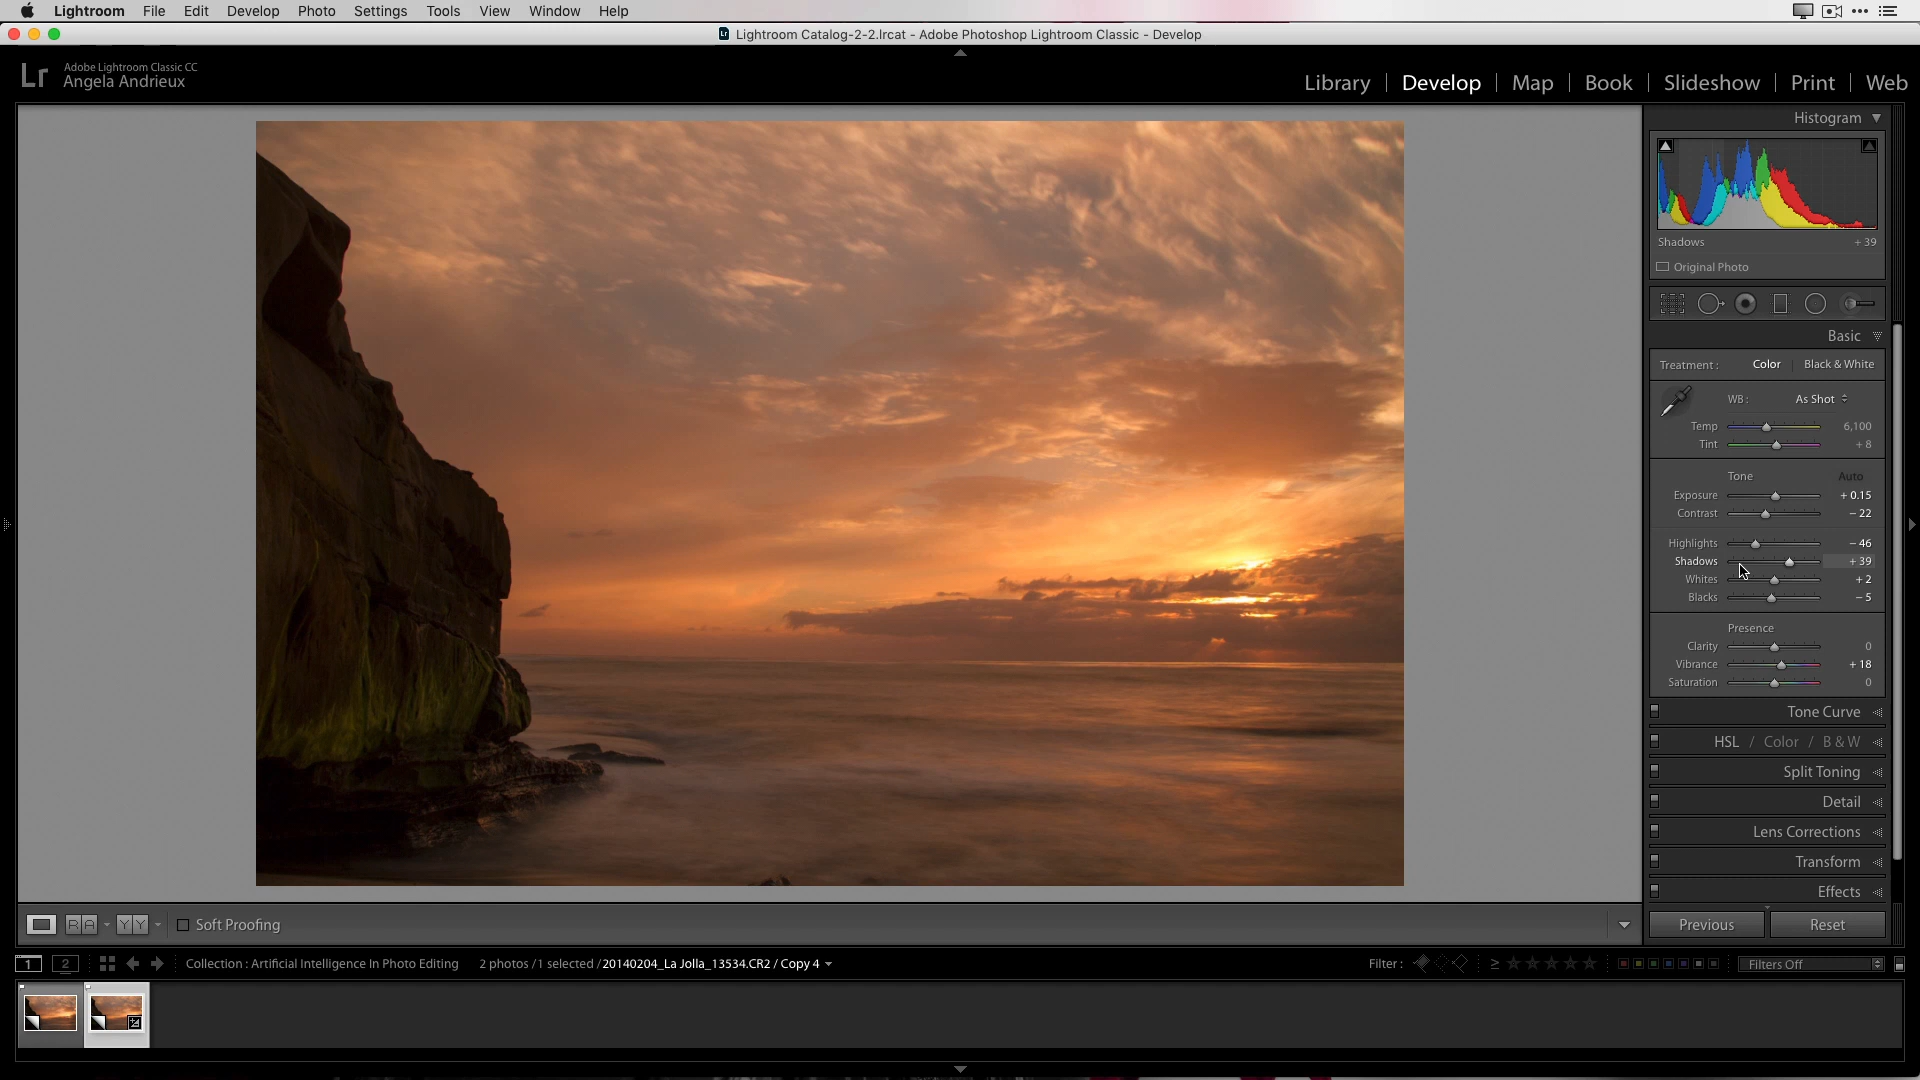 Lightroom File Edit Develop Photo Settings Tools View Window Help
Lr Lightroom Catalog-2-2.lrcat - Adobe Photoshop Lightroom Classic - Develop
Lr Adobe Lightroom Classic CC
Angela Andrieux
Library | Develop | Map | Book | Slideshow | Print | Web
Histogram
Shadows + 39
Original Photo
Basic
Treatment : Color Black & White
WB : As Shot
Temp 6,100
Tint + 8
Tone Auto
Exposure + 0.15
Contrast – 22
Highlights – 46
Shadows + 39
Whites + 2
Blacks – 5
Presence
Clarity 0
Vibrance + 18
Saturation 0
Tone Curve
HSL / Color / B & W
Split Toning
Detail
Lens Corrections
Transform
Effects
R A Y Y Soft Proofing
Previous Reset
1 2 Collection : Artificial Intelligence In Photo Editing 2 photos / 1 selected / 20140204_La Jolla_13534.CR2 / Copy 4 Filter : ≥ Filters Off